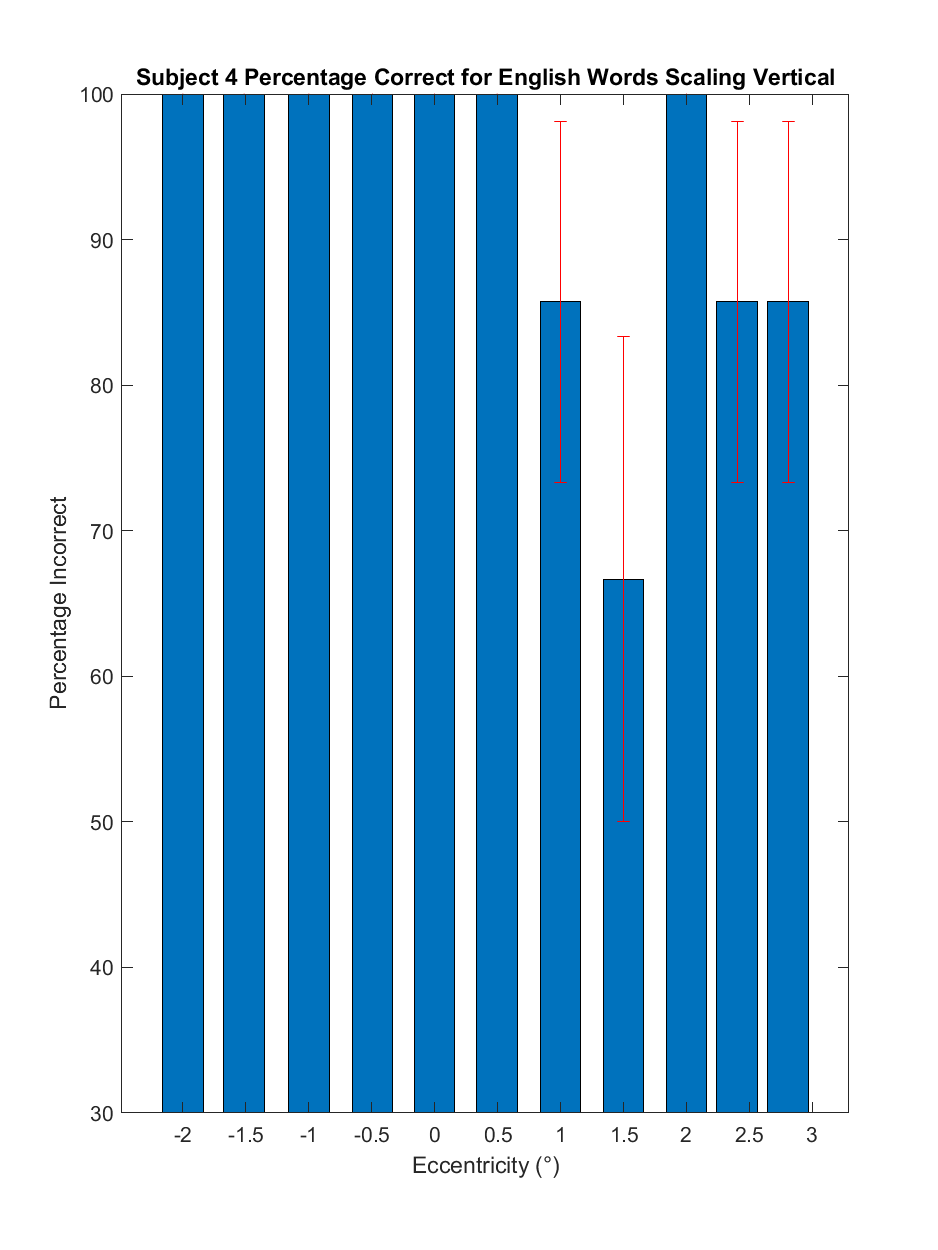 Subject 4 Percentage Correct for English Words Scaling Vertical
100
90
80
70
60
50
40
30
Percentage Incorrect
-2 -1.5 -1 -0.5 0 0.5 1 1.5 2 2.5 3
Eccentricity (°)